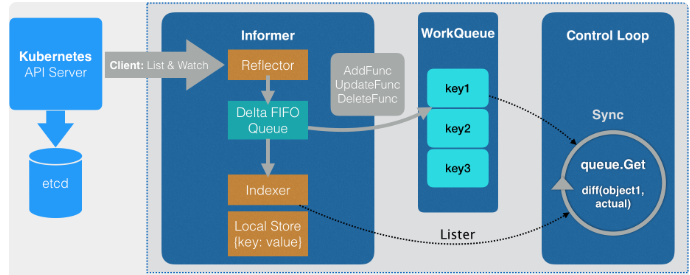 Kubernetes
API Server
etcd
Client: List & Watch
Informer
Reflector
Delta FIFO
Queue
Indexer
Local Store
(key: value)
AddFunc
UpdateFunc
DeleteFunc
WorkQueue
key1
key2
key3
Lister
Control Loop
Sync
queue.Get
diff(object1,
actual)